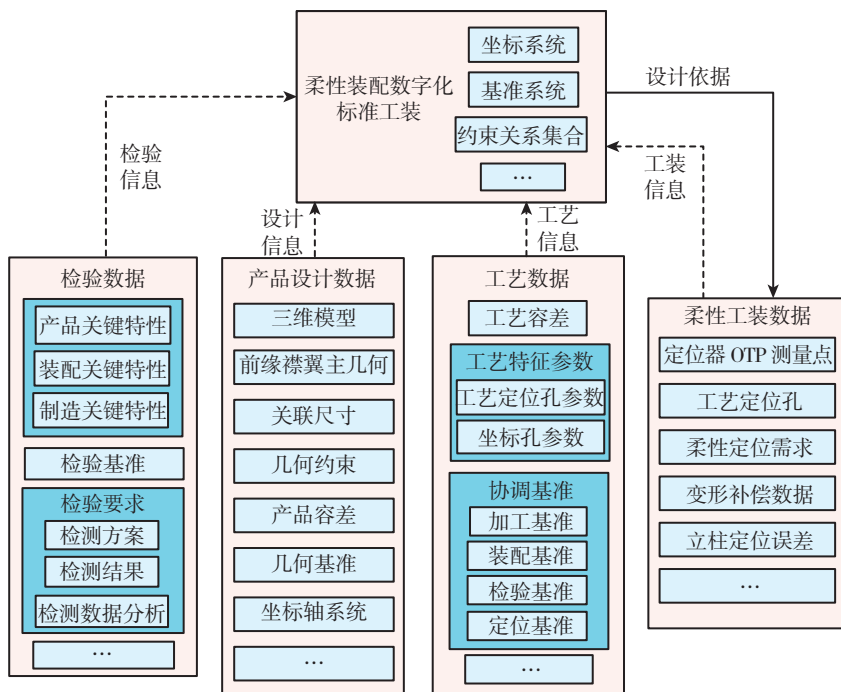 柔性装配数字化
标准工装
坐标系统
基准系统
约束关系集合
…
设计依据
检验
信息
设计
信息
工艺
信息
工装
信息
检验数据
产品关键特性
装配关键特性
制造关键特性
检验基准
检验要求
检测方案
检测结果
检测数据分析
…
产品设计数据
三维模型
前缘襟翼主几何
关联尺寸
几何约束
产品容差
几何基准
坐标轴系统
…
工艺数据
工艺容差
工艺特征参数
工艺定位孔参数
坐标孔参数
协调基准
加工基准
装配基准
检验基准
定位基准
…
柔性工装数据
定位器 OTP 测量点
工艺定位孔
柔性定位需求
变形补偿数据
立柱定位误差
…